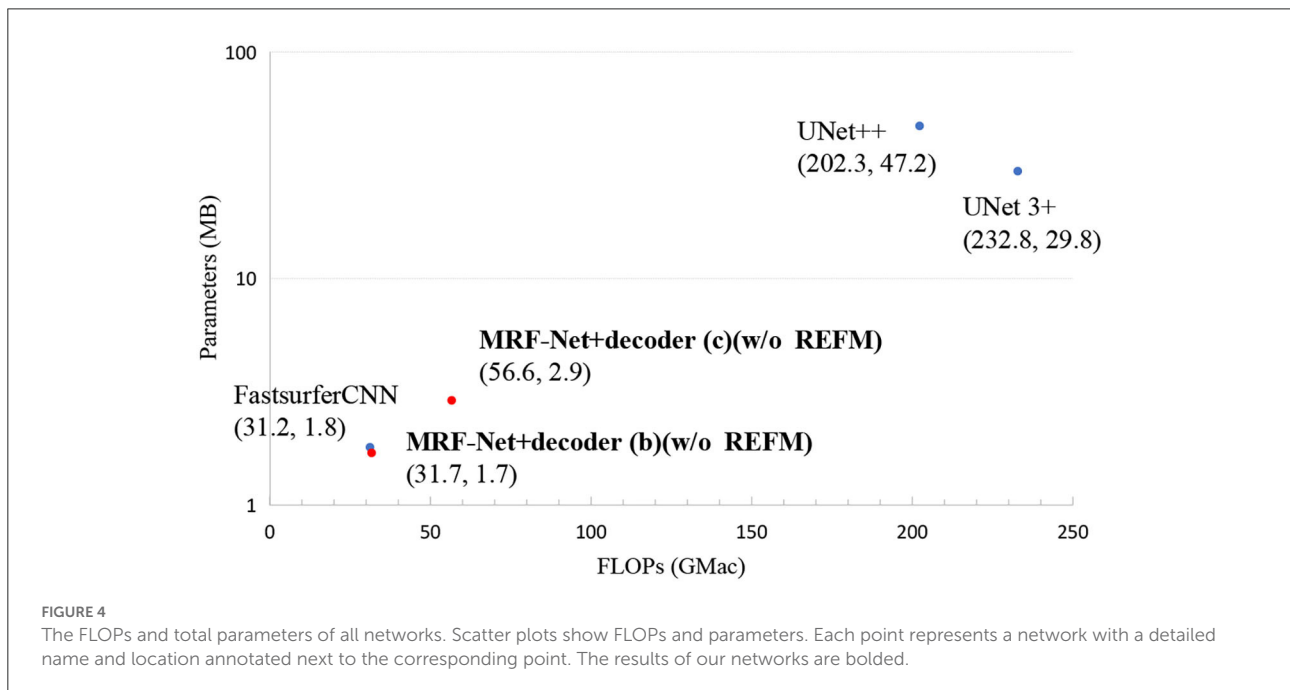 100
10
1
Parameters (MB)
UNet++
(202.3, 47.2)
UNet 3+
(232.8, 29.8)
MRF-Net+decoder (c)(w/o REFM)
(56.6, 2.9)
FastsurferCNN
(31.2, 1.8)
MRF-Net+decoder (b)(w/o REFM)
(31.7, 1.7)
0 50 100 150 200 250
FLOPs (GMac)
FIGURE 4
The FLOPs and total parameters of all networks. Scatter plots show FLOPs and parameters. Each point represents a network with a detailed
name and location annotated next to the corresponding point. The results of our networks are bolded.